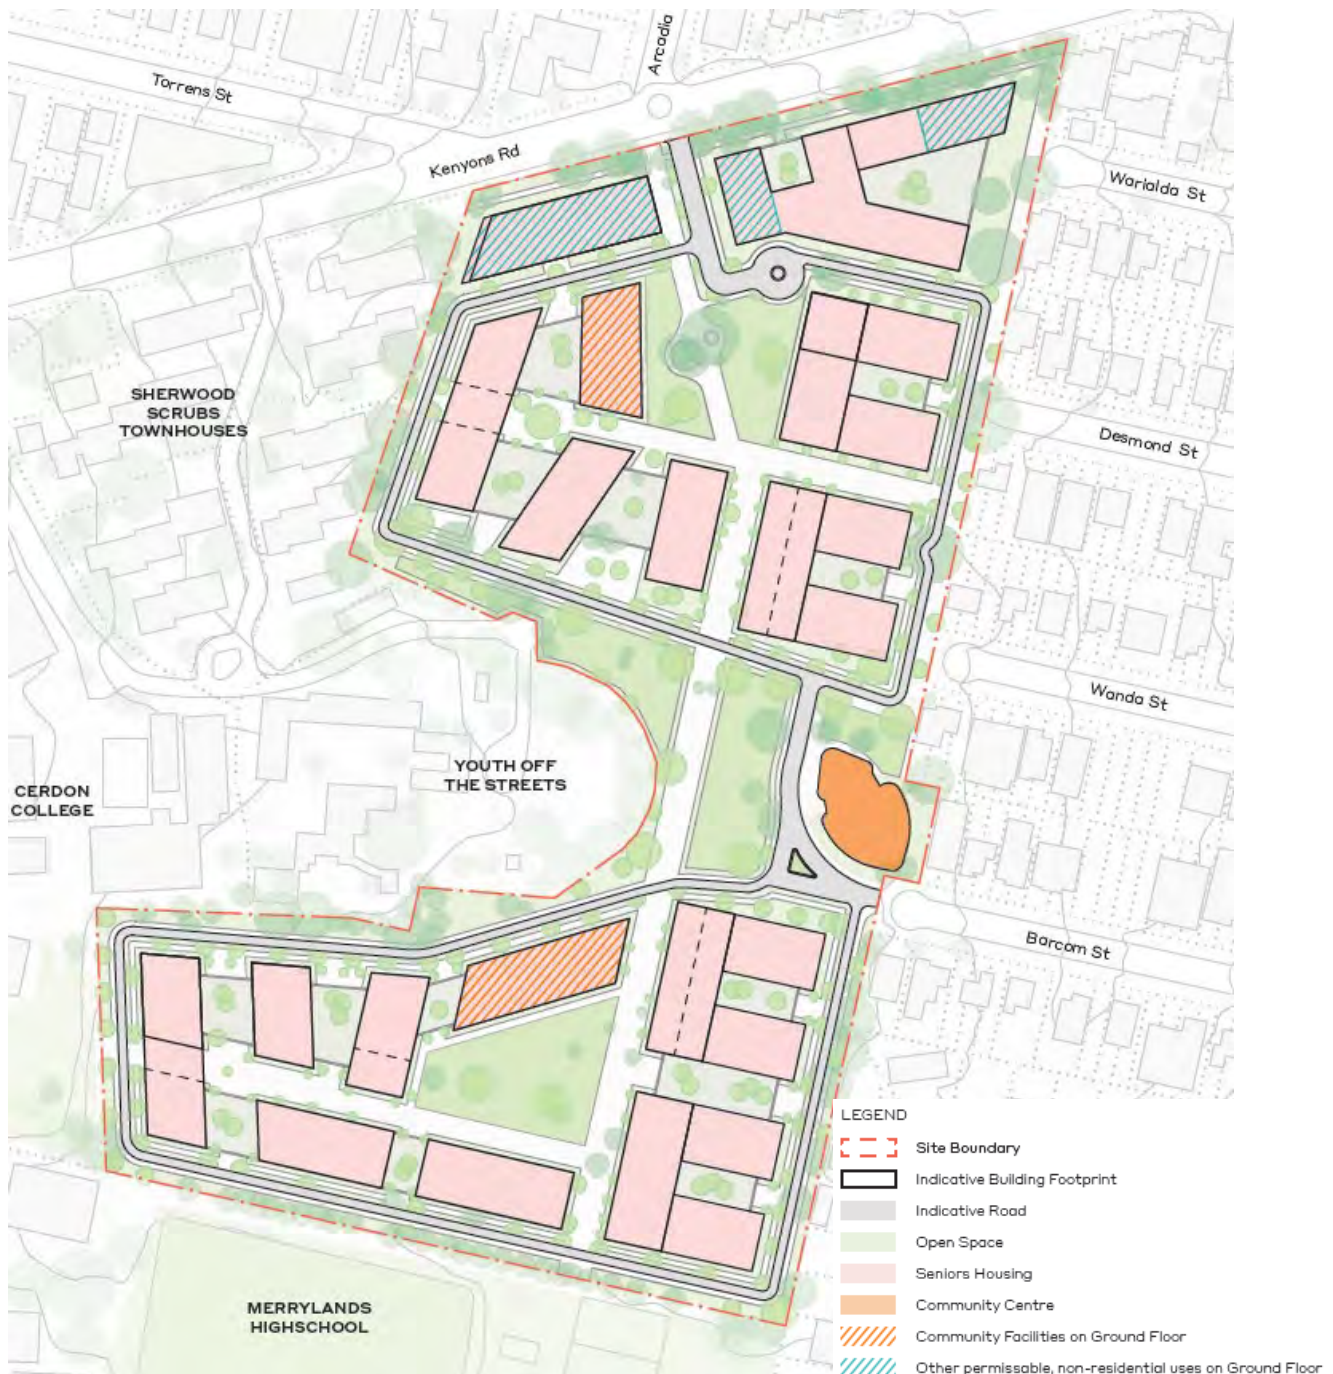 Arcadia
Torrens St
Kenyons Rd
Warialda St
SHERWOOD
SCRUBS
TOWNHOUSES
Desmond St
Wanda St
YOUTH OFF
THE STREETS
CERDON
COLLEGE
Barcom St
MERRYLANDS
HIGHSCHOOL
LEGEND
Site Boundary
Indicative Building Footprint
Indicative Road
Open Space
Seniors Housing
Community Centre
Community Facilities on Ground Floor
Other permissable, non-residential uses on Ground Floor